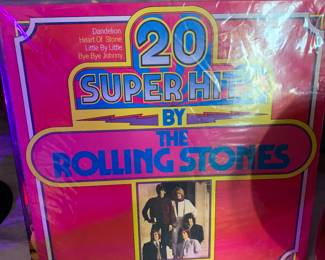 Dandelion
Heart Of Stone
Little By Little
Bye Bye Johnny
20
SUPER HITS
BY
THE
ROLLING STONES